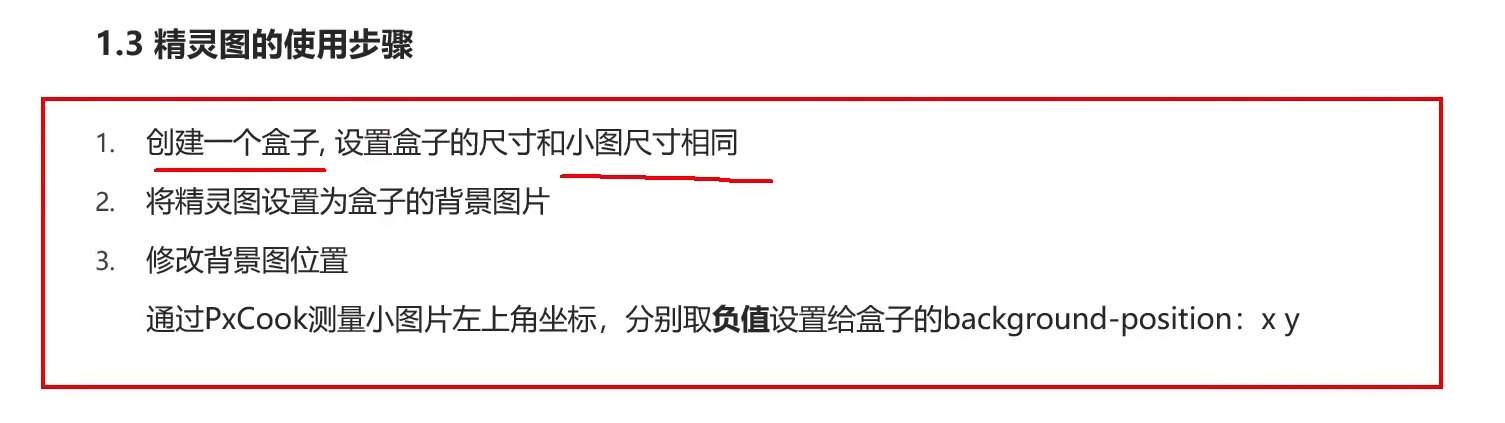 1.3 精灵图的使用步骤
1. 创建一个盒子, 设置盒子的尺寸和小图尺寸相同
2. 将精灵图设置为盒子的背景图片
3. 修改背景图位置
通过PxCook测量小图片左上角坐标，分别取负值设置给盒子的background-position：x y